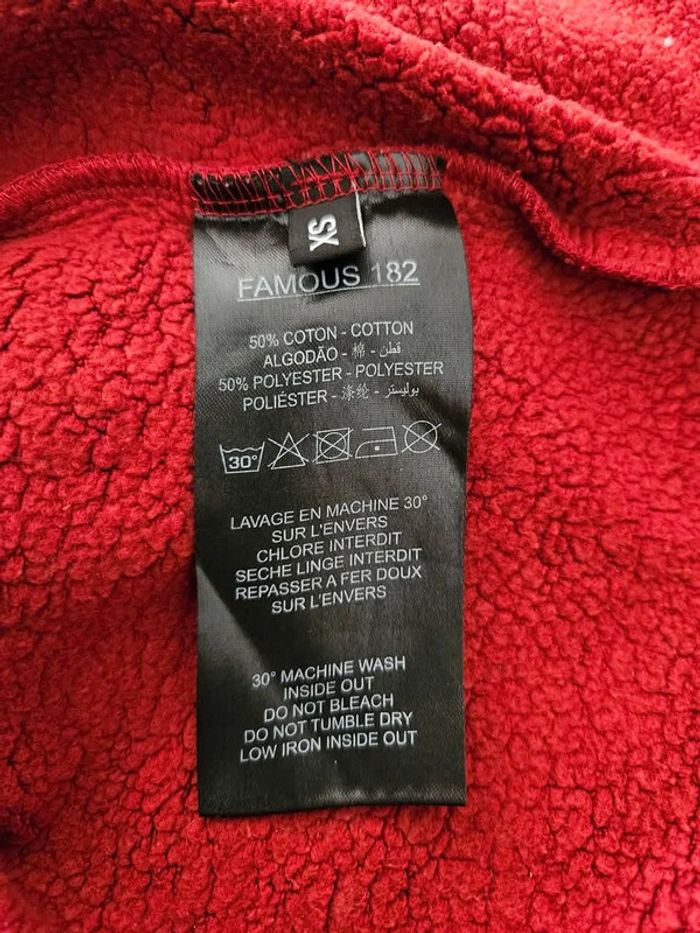 XS
FAMOUS 182
50% COTON - COTTON
ALGODÃO - 棉 - قطن
50% POLYESTER - POLYESTER
POLIÉSTER - 涤纶 - بوليستر
30°
LAVAGE EN MACHINE 30°
SUR L'ENVERS
CHLORE INTERDIT
SECHE LINGE INTERDIT
REPASSER A FER DOUX
SUR L'ENVERS
30° MACHINE WASH
INSIDE OUT
DO NOT BLEACH
DO NOT TUMBLE DRY
LOW IRON INSIDE OUT